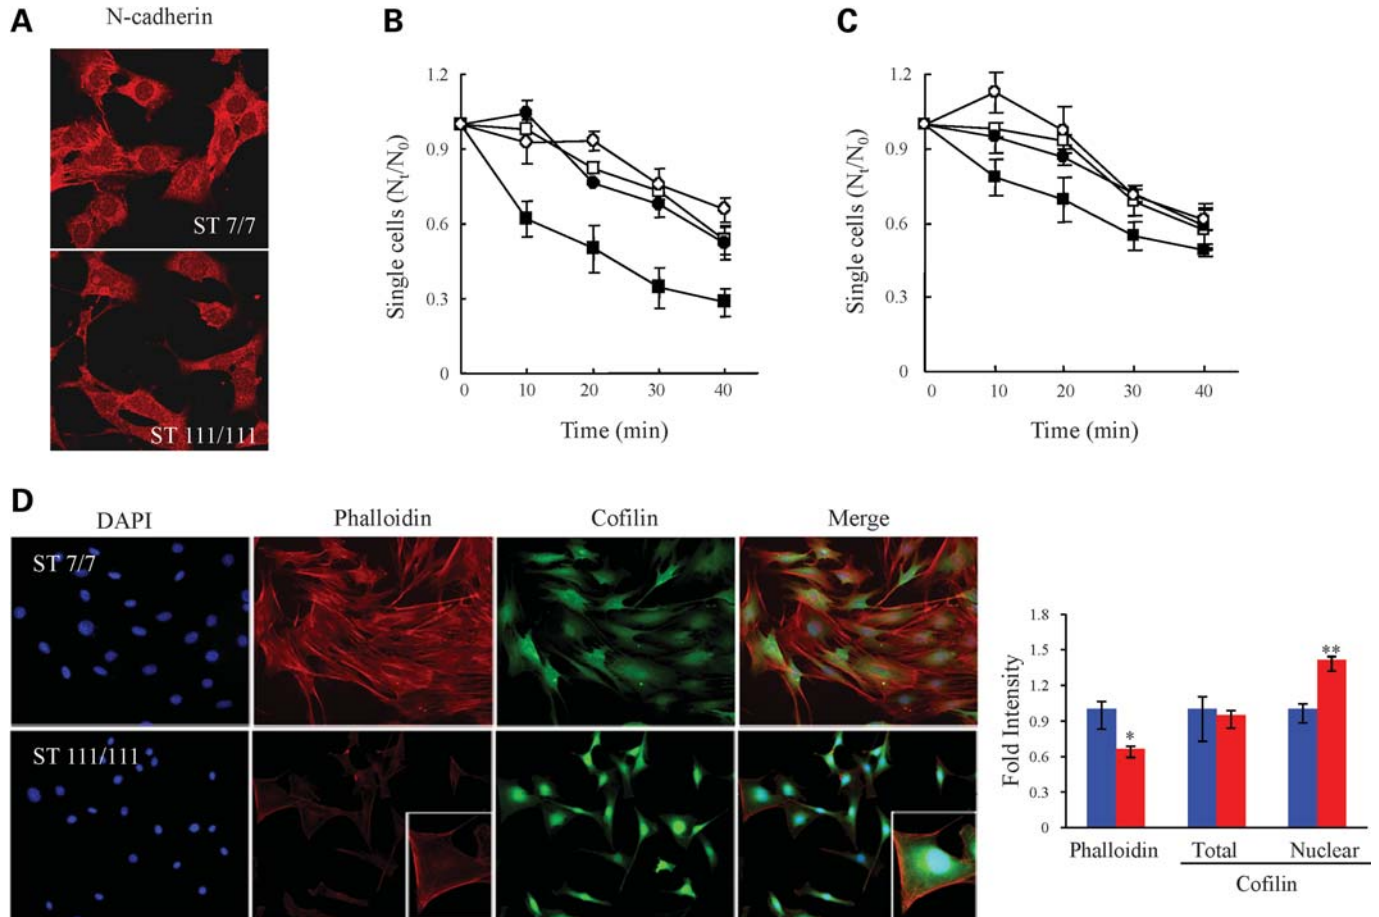 A
N-cadherin
ST 7/7
ST 111/111
B
1.2
0.9
0.6
0.3
0
Single cells (Nt/N0)
0
10
20
30
40
Time (min)
C
1.2
0.9
0.6
0.3
0
Single cells (Nt/N0)
0
10
20
30
40
Time (min)
D
DAPI
Phalloidin
Cofilin
Merge
ST 7/7
ST 111/111
1.8
1.5
1.2
0.9
0.6
0.3
0
Fold Intensity
*
**
Phalloidin
Total
Nuclear
Cofilin